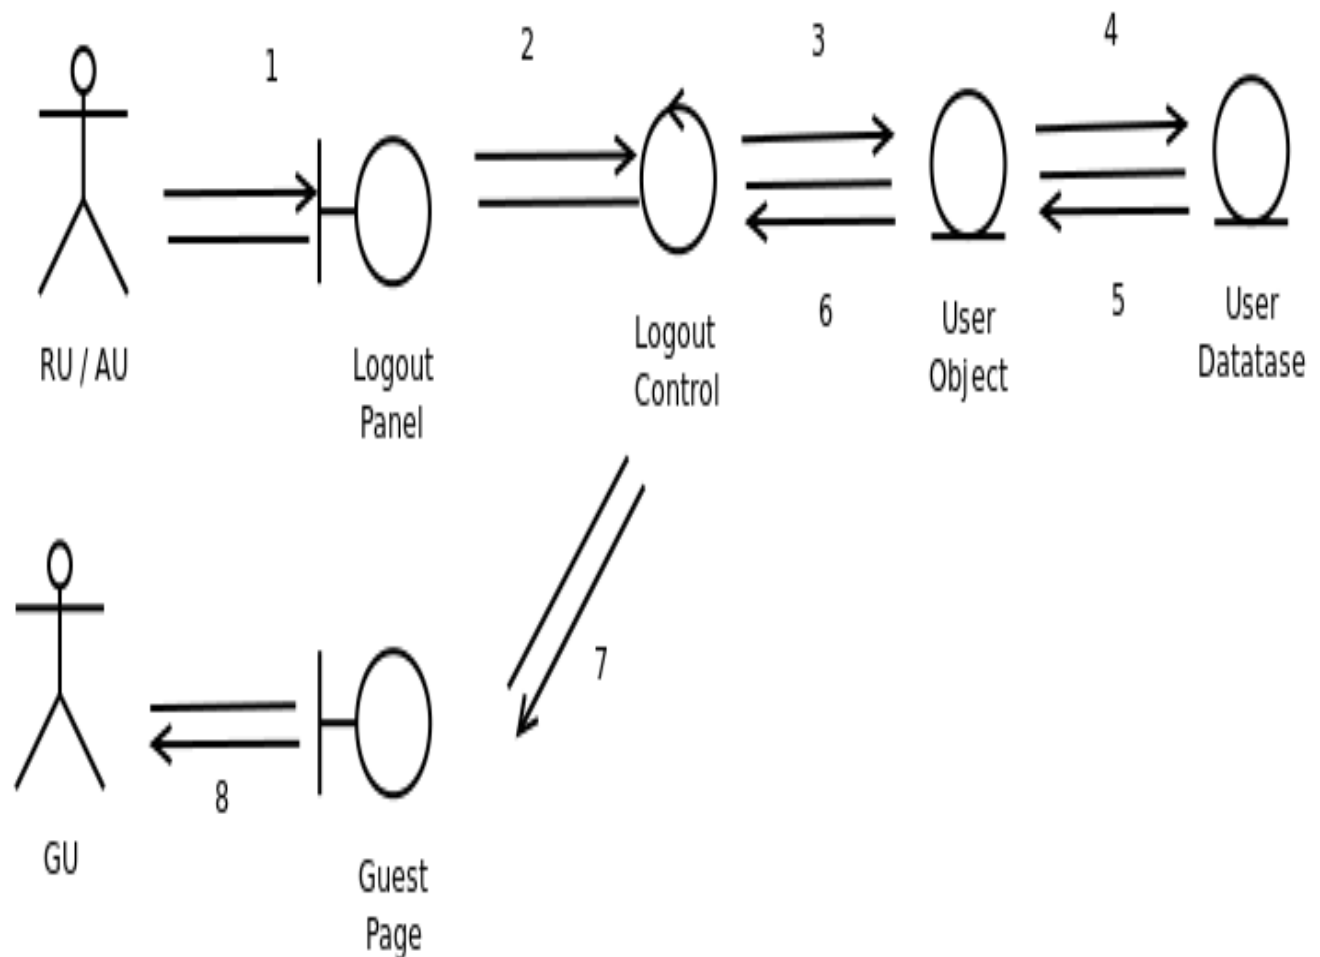 1
2
3
4
RU / AU
Logout
Panel
Logout
Control
6
User
Object
5
User
Datatase
7
8
GU
Guest
Page